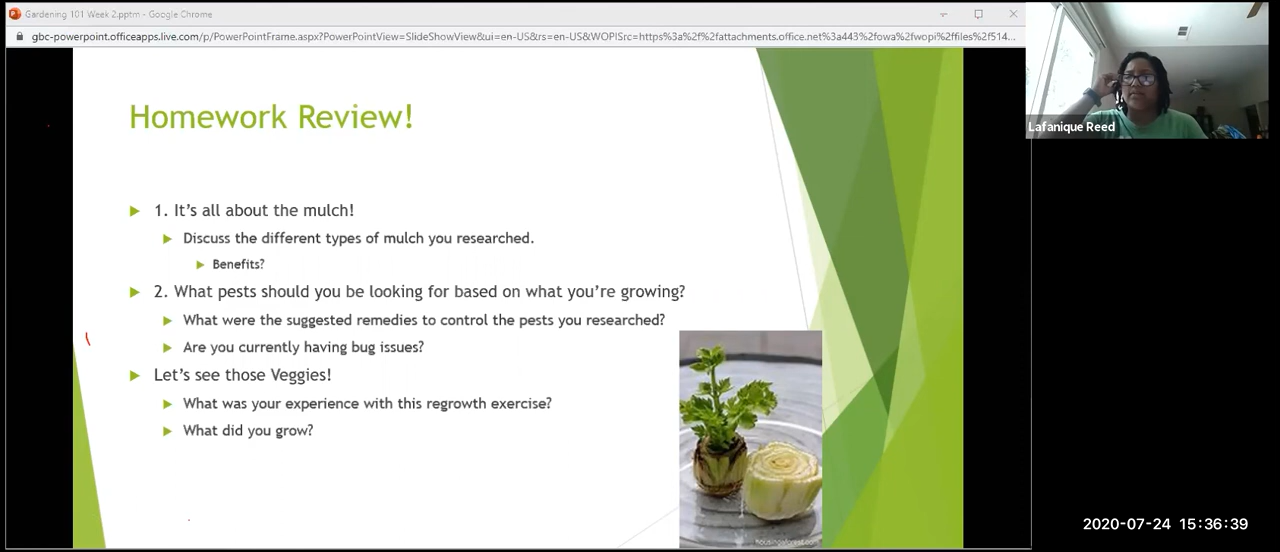 Gardening 101 Week 2.pptm - Google Chrome
gbc-powerpoint.officeapps.live.com/p/PowerPointFrame.aspx?PowerPointView=SlideShowView&ui=en-US&rs=en-US&WOPISrc=https%3a%2f%2fattachments.office.net%3a443%2fowa%2fwopi%2ffiles%2f514...
Lafanique Reed
Homework Review!
1. It's all about the mulch!
Discuss the different types of mulch you researched.
Benefits?
2. What pests should you be looking for based on what you're growing?
What were the suggested remedies to control the pests you researched?
Are you currently having bug issues?
Let's see those Veggies!
What was your experience with this regrowth exercise?
What did you grow?
housingaforest.com
2020-07-24 15:36:39